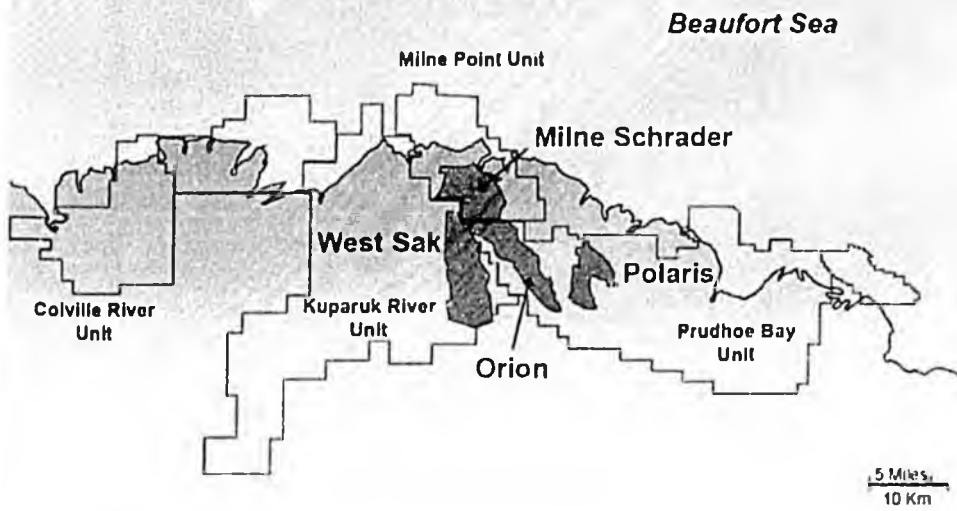 Beaufort Sea
Milne Point Unit
Milne Schrader
West Sak
Polaris
Colville River
Unit
Kuparuk River
Unit
Prudhoe Bay
Unit
Orion
5 Miles
10 Km